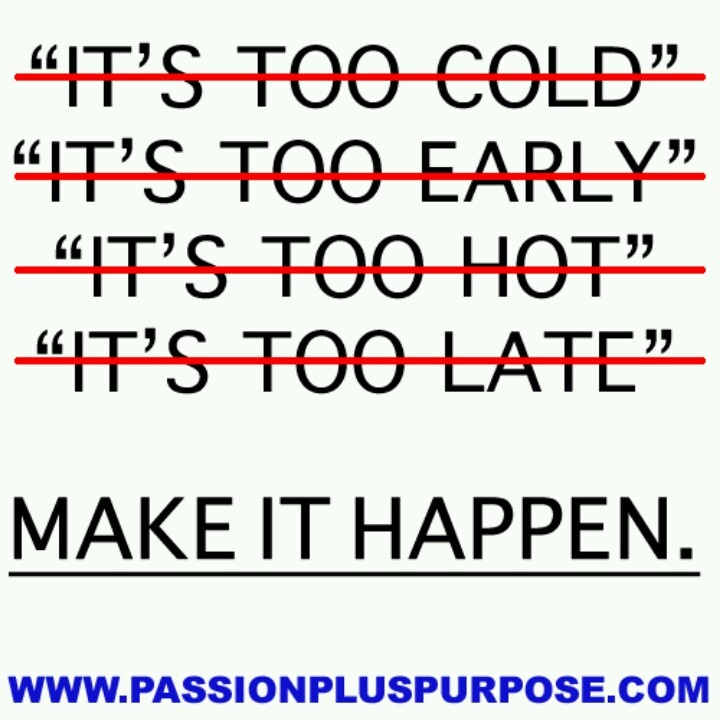 “IT’S TOO COLD”
“IT’S TOO EARLY”
“IT’S TOO HOT”
“IT’S TOO LATE”
MAKE IT HAPPEN.
WWW.PASSIONPLUSPURPOSE.COM